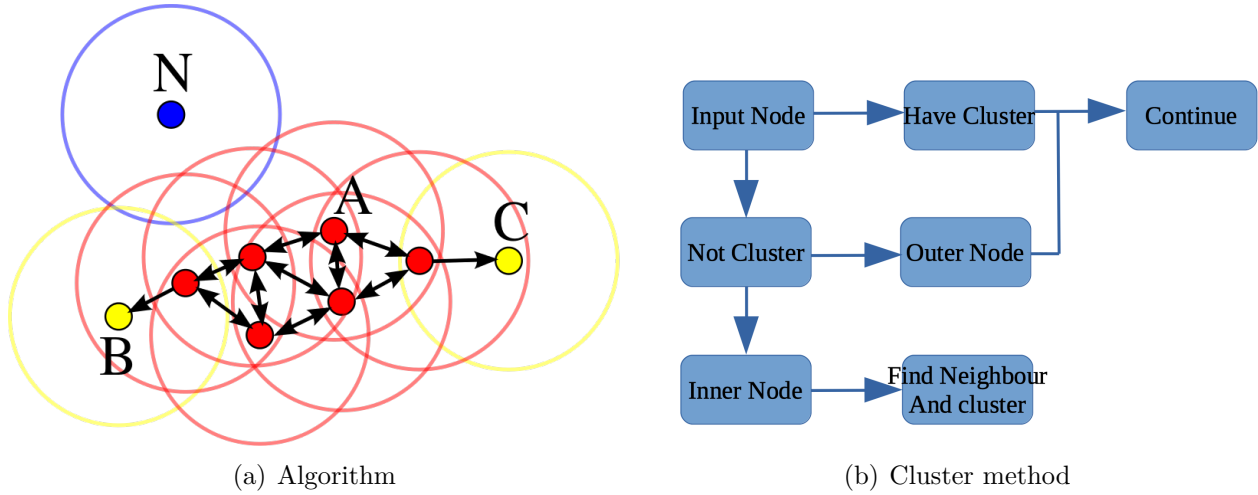 N
A
C
B
(a) Algorithm
Input Node
Have Cluster
Continue
Not Cluster
Outer Node
Inner Node
Find Neighbour
And cluster
(b) Cluster method